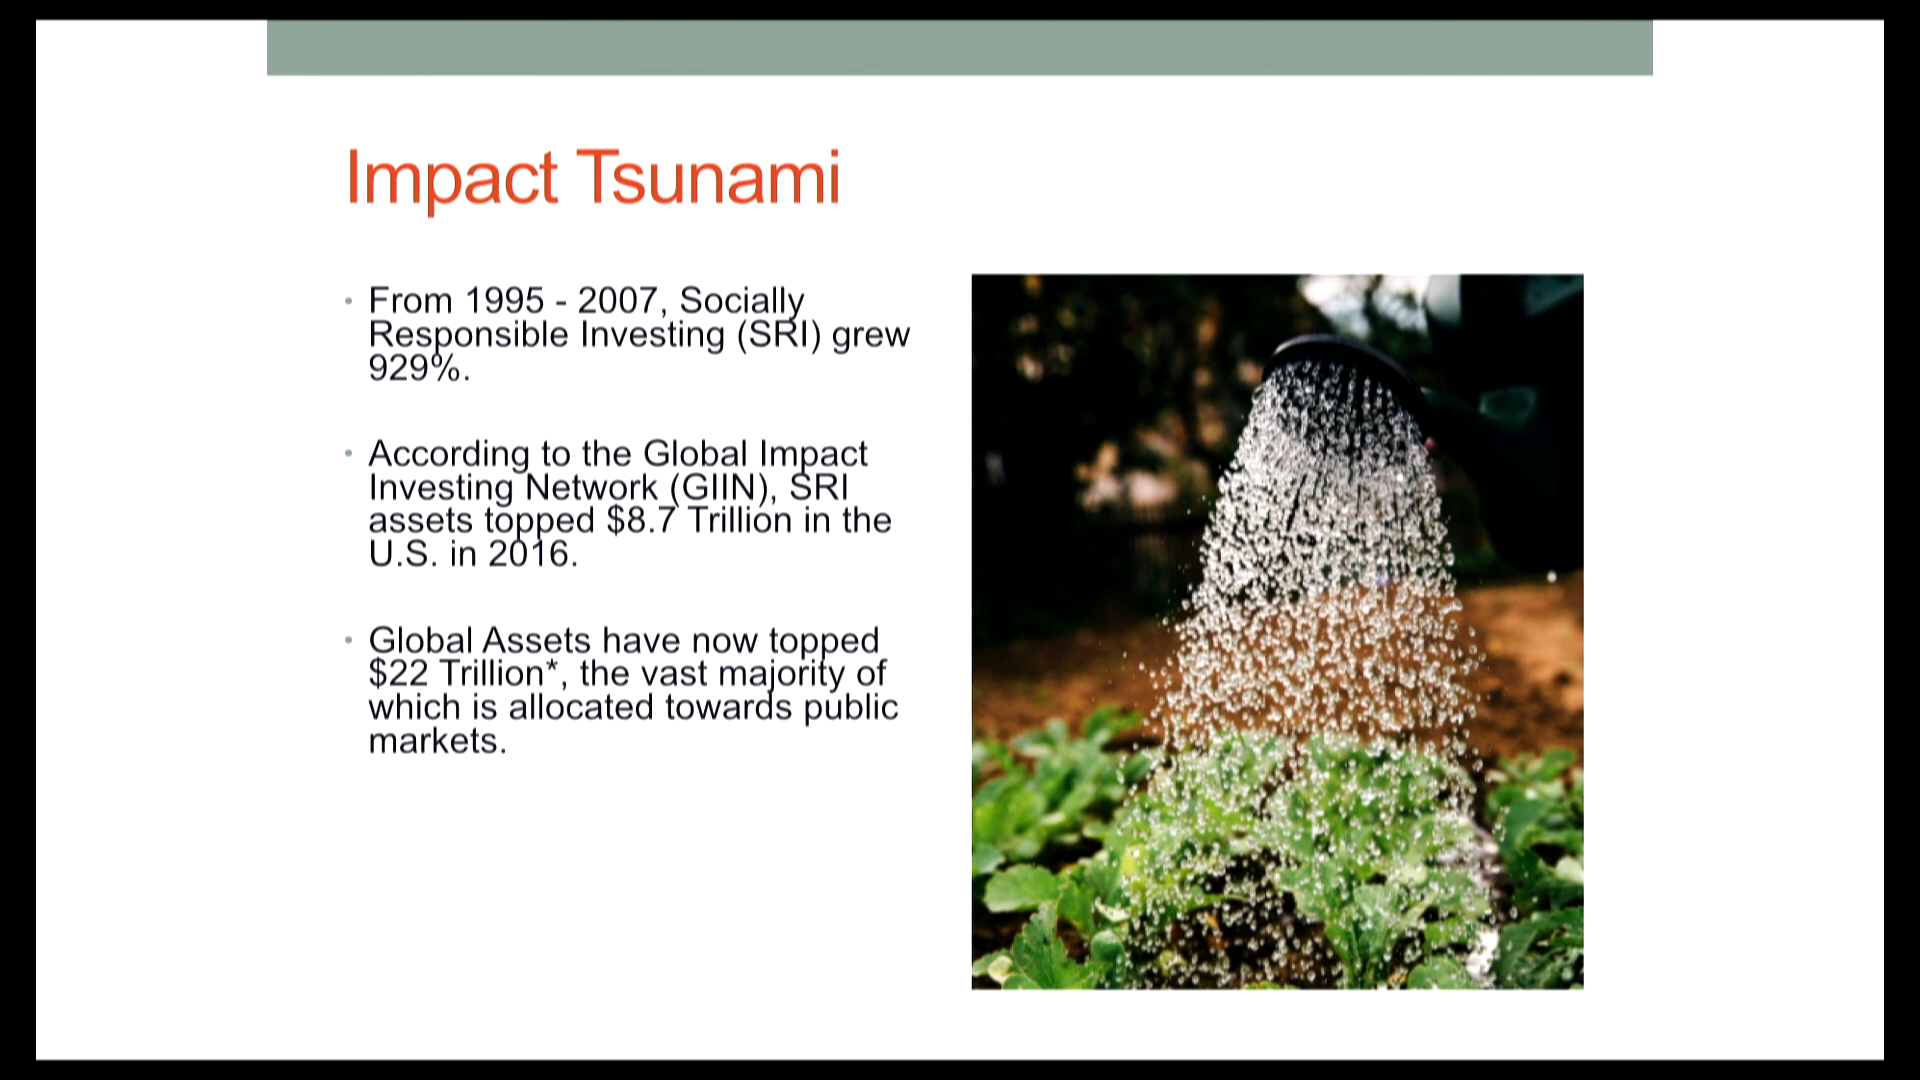 Impact Tsunami
• From 1995 - 2007, Socially
Responsible Investing (SRI) grew
929%.
• According to the Global Impact
Investing Network (GIIN), SRI
assets topped $8.7 Trillion in the
U.S. in 2016.
• Global Assets have now topped
$22 Trillion*, the vast majority of
which is allocated towards public
markets.